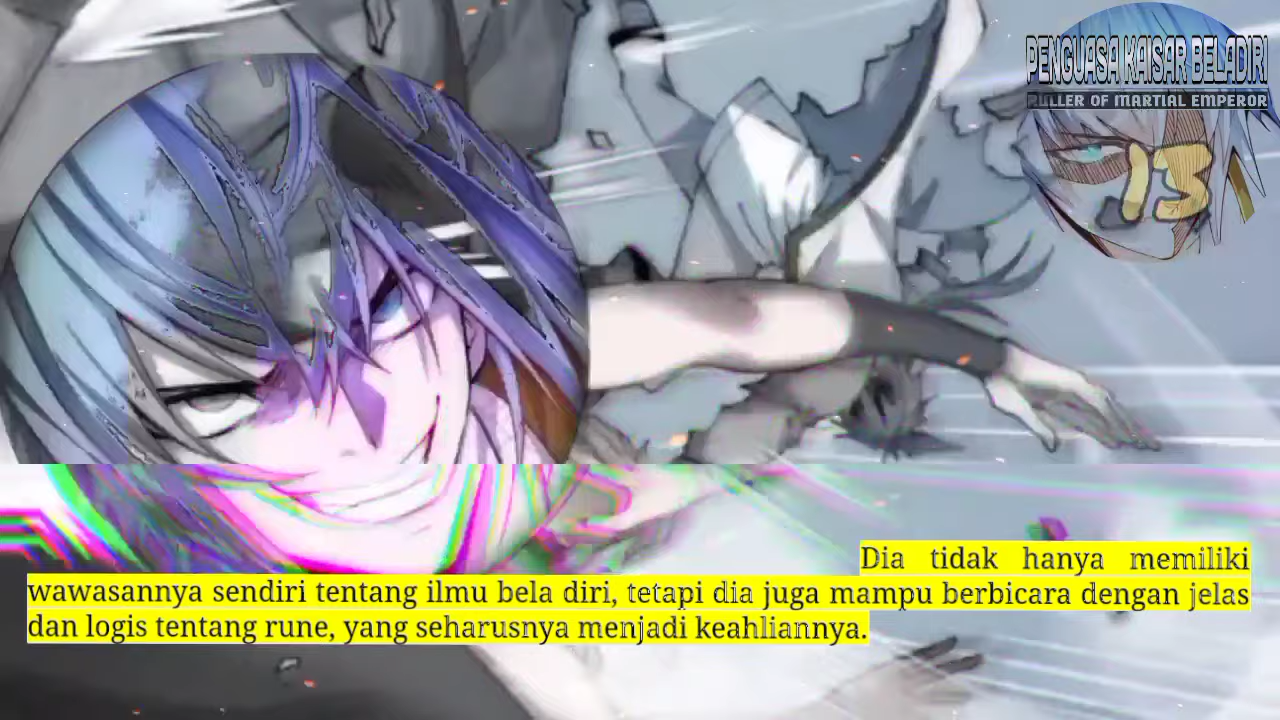 PENGUASA KAISAR BELADIRI
RULLER OF MARTIAL EMPEROR
13
Dia tidak hanya memiliki
wawasannya sendiri tentang ilmu bela diri, tetapi dia juga mampu berbicara dengan jelas
dan logis tentang rune, yang seharusnya menjadi keahliannya.